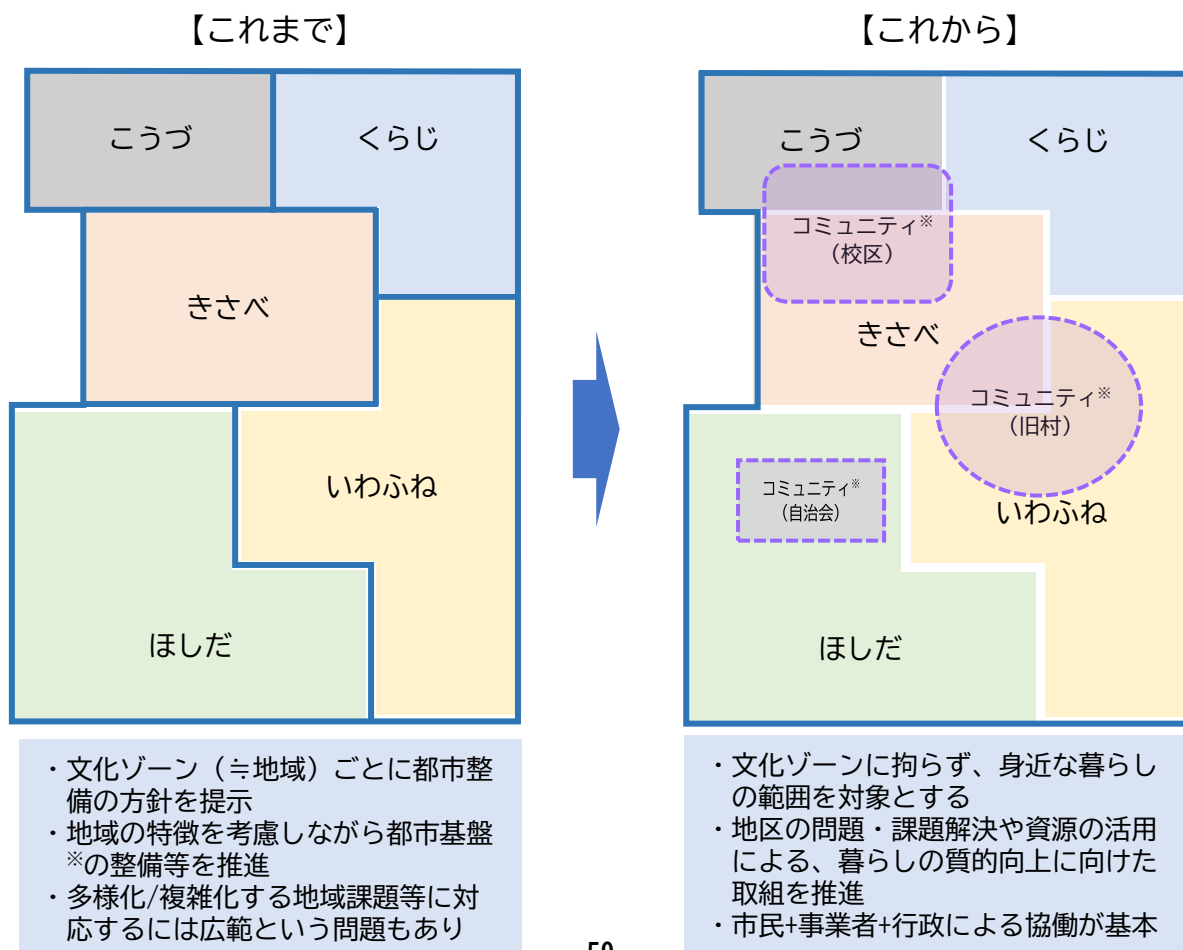 【これまで】
こうづ
くらじ
きさべ
いわふね
ほしだ
・文化ゾーン（≒地域）ごとに都市整
備の方針を提示
・地域の特徴を考慮しながら都市基盤
※の整備等を推進
・多様化/複雑化する地域課題等に対
応するには広範という問題もあり
【これから】
こうづ
くらじ
コミュニティ※
（校区）
きさべ
コミュニティ※
（旧村）
コミュニティ※
（自治会）
いわふね
ほしだ
・文化ゾーンに拘らず、身近な暮らし
の範囲を対象とする
・地区の問題・課題解決や資源の活用
による、暮らしの質的向上に向けた
取組を推進
・市民+事業者+行政による協働が基本